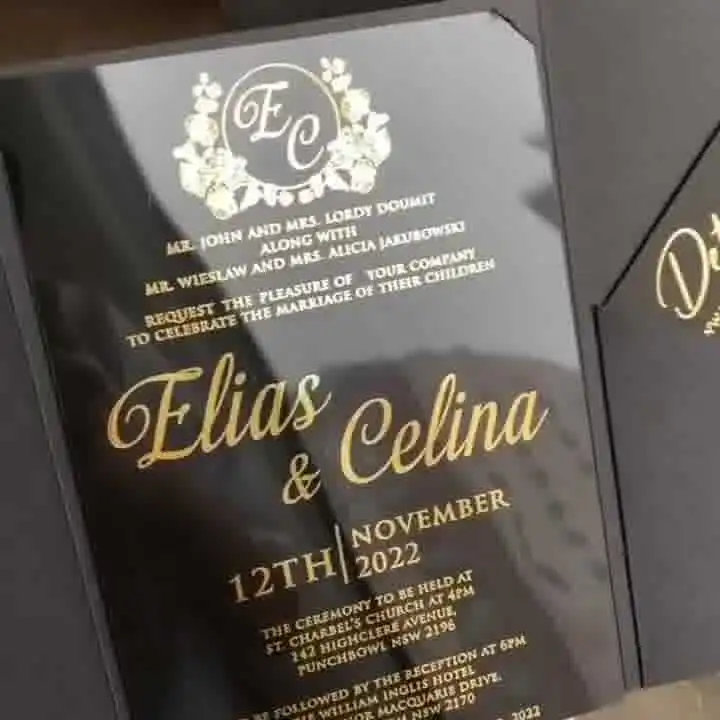 E C
MR. JOHN AND MRS. LORDY DOUMIT
ALONG WITH
MR. WIESLAW AND MRS. ALICIA JAKUBOWSKI
REQUEST THE PLEASURE OF YOUR COMPANY
TO CELEBRATE THE MARRIAGE OF THEIR CHILDREN
Elias
& Celina
12TH
NOVEMBER
2022
THE CEREMONY TO BE HELD AT
ST. CHARBEL'S CHURCH AT 4PM
142 HIGHCLERE AVENUE,
PUNCHBOWL NSW 2196
BE FOLLOWED BY THE RECEPTION AT 6PM
THE WILLIAM INGLIS HOTEL
MACQUARIE DRIVE,
NSW 2170
2022